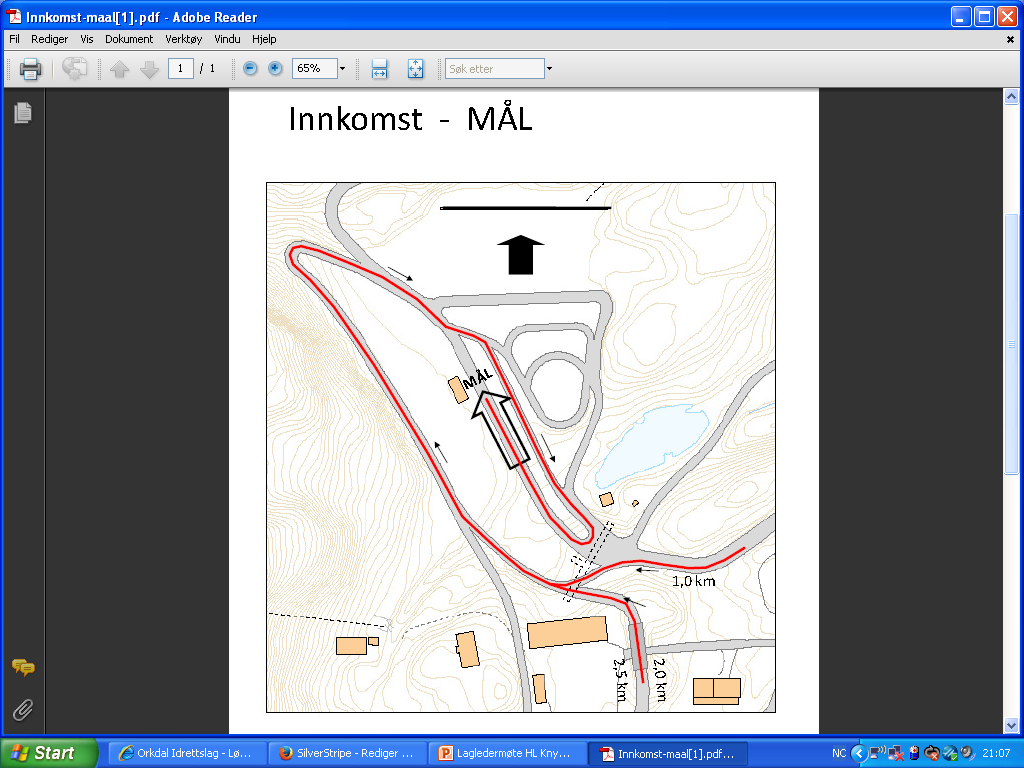 Innkomst-maal[1].pdf - Adobe Reader
Fil Rediger Vis Dokument Verktøy Vindu Hjelp
1 / 1 65% Søk etter
Innkomst - MÅL
MÅL
1,0 km
2,5 km
2,0 km
Start
Orkdal Idrettslag - Lø...
SilverStripe - Rediger ...
Lagledermøte HL Kny...
Innkomst-maal[1].pdf...
NC
21:07